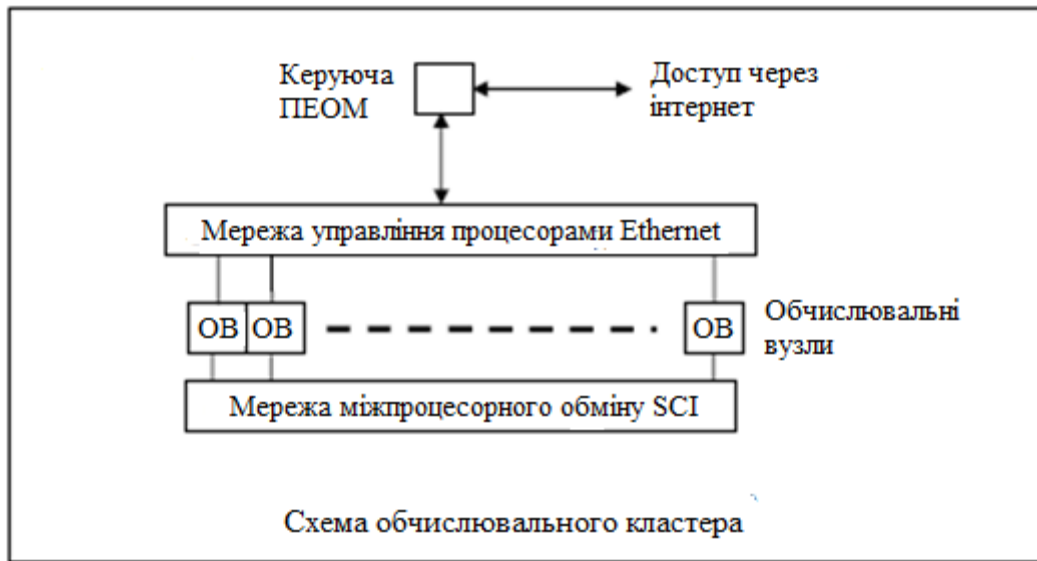 Керуюча
ПЕОМ
Доступ через
інтернет
Мережа управління процесорами Ethernet
ОВ ОВ ОВ
Обчислювальні
вузли
Мережа міжпроцесорного обміну SCI
Схема обчислювального кластера